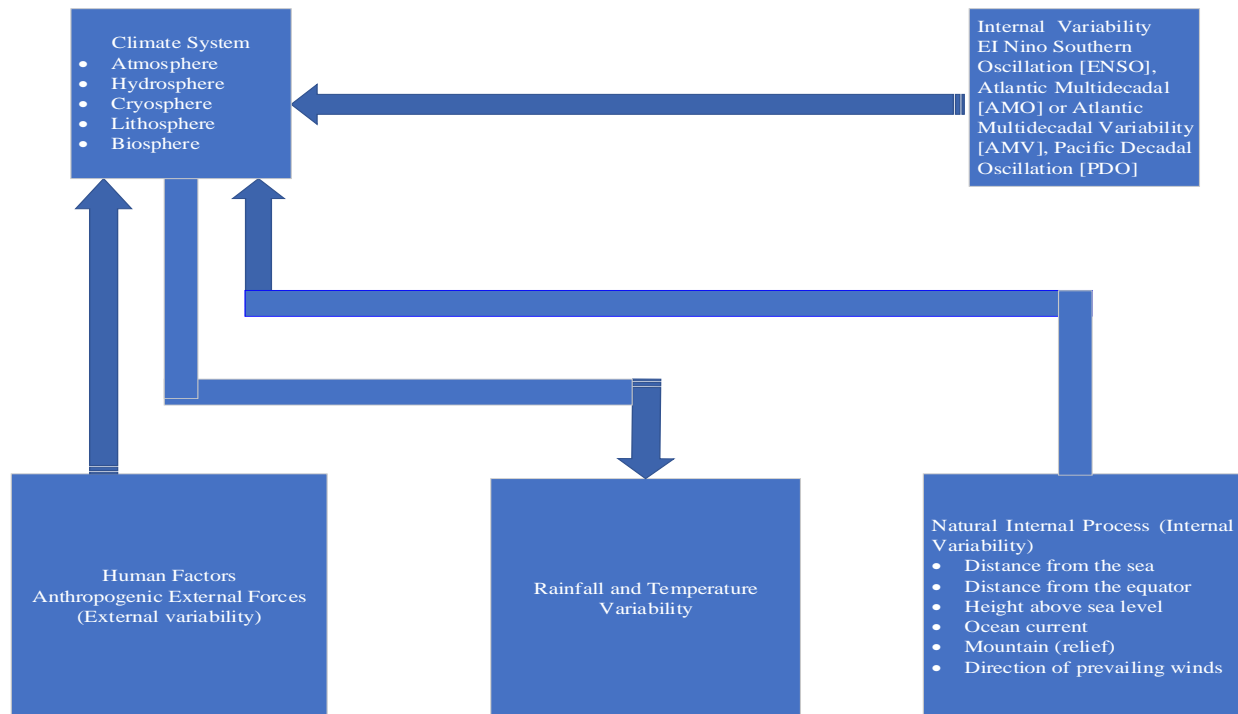 Climate System
• Atmosphere
• Hydrosphere
• Cryosphere
• Lithosphere
• Biosphere
Internal Variability
EI Nino Southern
Oscillation [ENSO],
Atlantic Multidecadal
[AMO] or Atlantic
Multidecadal Variability
[AMV], Pacific Decadal
Oscillation [PDO]
Human Factors
Anthropogenic External Forces
(External variability)
Rainfall and Temperature
Variability
Natural Internal Process (Internal
Variability)
• Distance from the sea
• Distance from the equator
• Height above sea level
• Ocean current
• Mountain (relief)
• Direction of prevailing winds